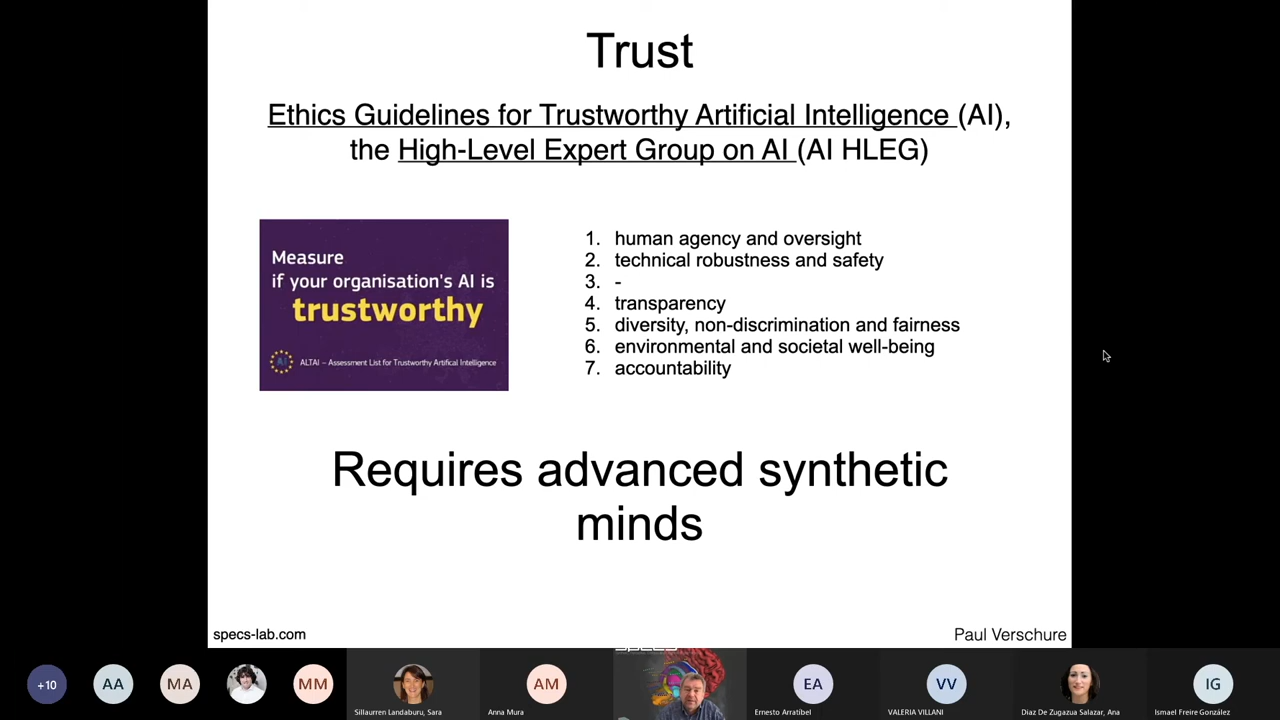 Trust
Ethics Guidelines for Trustworthy Artificial Intelligence (AI),
the High-Level Expert Group on AI (AI HLEG)
Measure
if your organisation's AI is
trustworthy
AI
ALTAI – Assessment List for Trustworthy Artifical Intelligence
1. human agency and oversight
2. technical robustness and safety
3. -
4. transparency
5. diversity, non-discrimination and fairness
6. environmental and societal well-being
7. accountability
Requires advanced synthetic
minds
specs-lab.com
Paul Verschure
+10
AA
MA
MM
Sillaurren Landaburu, Sara
AM
Anna Mura
EA
Ernesto Arratibel
VV
VALERIA VILLANI
Díaz De Zugazua Salazar, Ana
IG
Ismael Freire González